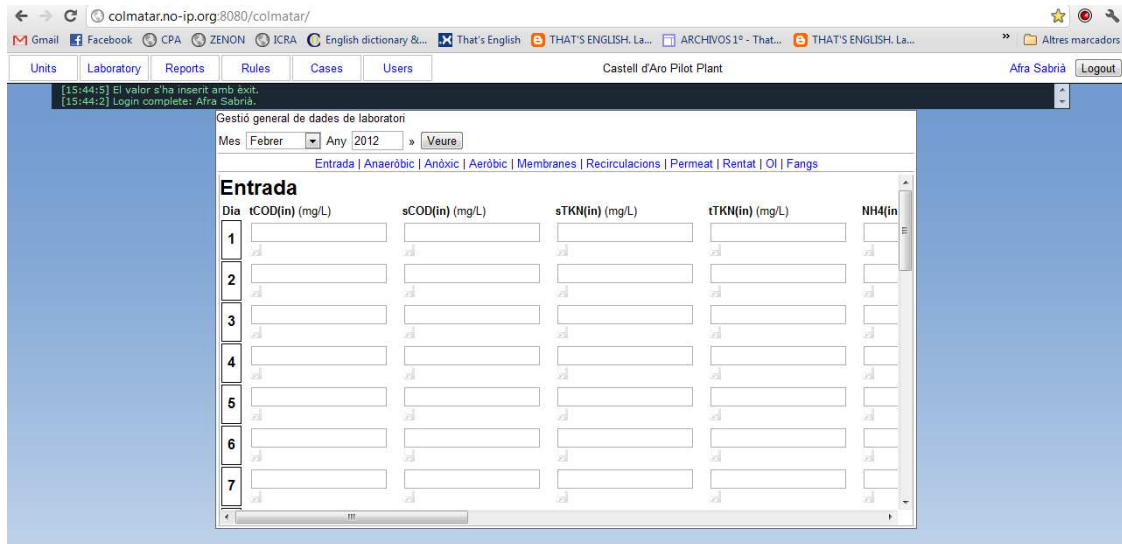 colmatar.no-ip.org:8080/colmatar/
Gmail Facebook CPA ZENON ICRA English dictionary &... That's English THAT'S ENGLISH. La... ARCHIVOS 1º - That... THAT'S ENGLISH. La... » Altres marcadors
Units Laboratory Reports Rules Cases Users Castell d'Aro Pilot Plant Afra Sabrià Logout
[15:44:5] El valor s'ha inserit amb èxit.
[15:44:2] Login complete: Afra Sabrià.
Gestió general de dades de laboratori
Mes Febrer Any 2012 » Veure
Entrada | Anaeròbic | Anòxic | Aeròbic | Membranes | Recirculacions | Permeat | Rentat | OI | Fangs
Entrada
Dia tCOD(in) (mg/L) sCOD(in) (mg/L) sTKN(in) (mg/L) tTKN(in) (mg/L) NH4(in
1
2
3
4
5
6
7